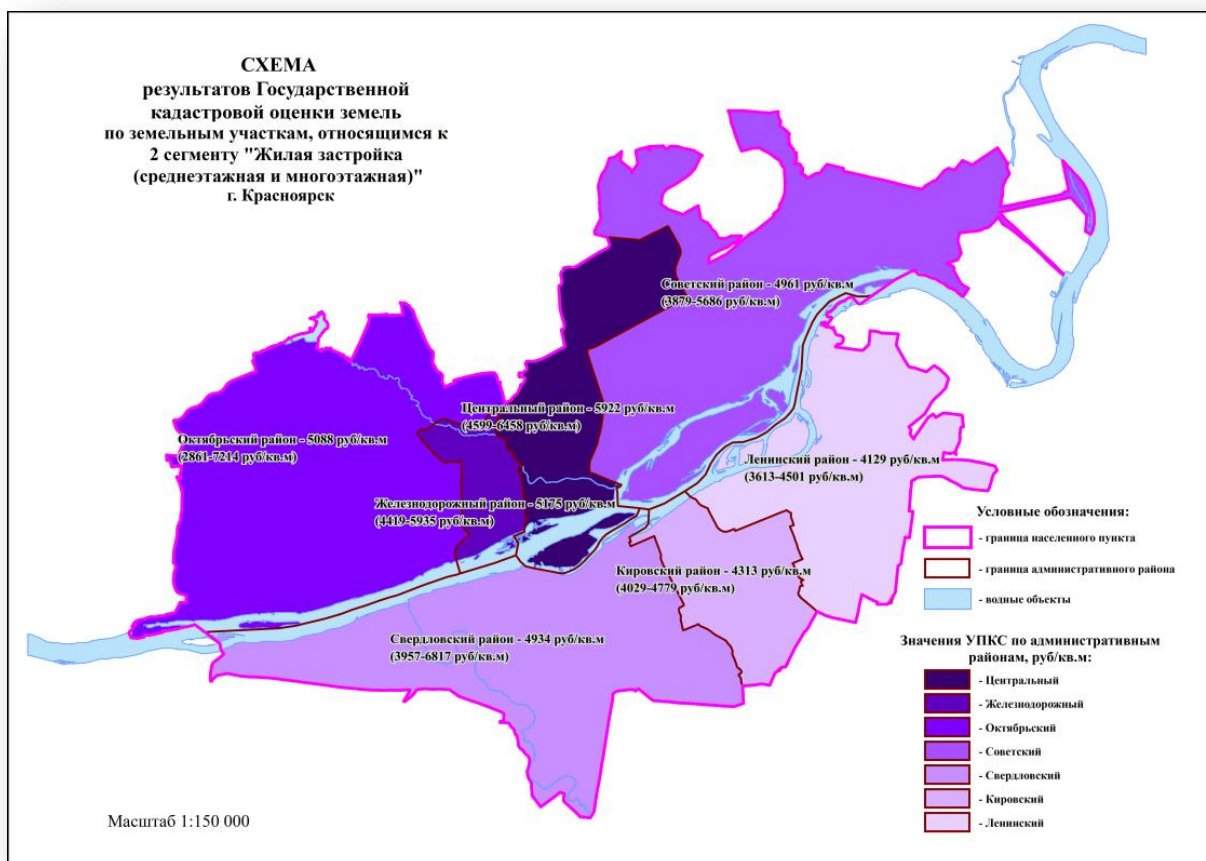 СХЕМА
результатов Государственной
кадастровой оценки земель
по земельным участкам, относящимся к
2 сегменту "Жилая застройка
(среднеэтажная и многоэтажная)"
г. Красноярск
Советский район - 4961 руб/кв.м
(3879-5686 руб/кв.м)
Центральный район - 5922 руб/кв.м
(4599-6458 руб/кв.м)
Октябрьский район - 5088 руб/кв.м
(2861-7214 руб/кв.м)
Ленинский район - 4129 руб/кв.м
(3613-4501 руб/кв.м)
Железнодорожный район - 5175 руб/кв.м
(4419-5935 руб/кв.м)
Кировский район - 4313 руб/кв.м
(4029-4779 руб/кв.м)
Свердловский район - 4934 руб/кв.м
(3957-6817 руб/кв.м)
Условные обозначения:
- граница населенного пункта
- граница административного района
- водные объекты
Значения УПКС по административным
районам, руб/кв.м:
- Центральный
- Железнодорожный
- Октябрьский
- Советский
- Свердловский
- Кировский
- Ленинский
Масштаб 1:150 000